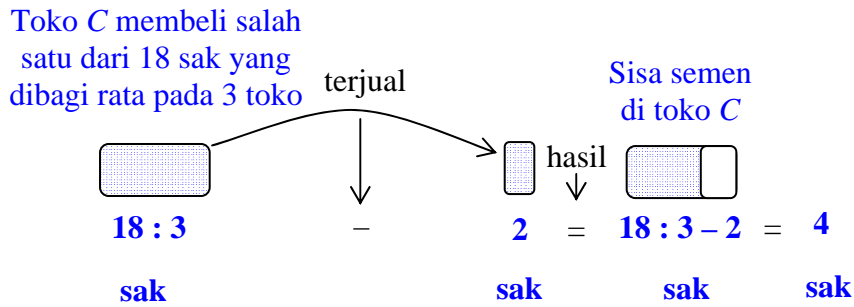 Toko C membeli salah
satu dari 18 sak yang
dibagi rata pada 3 toko
terjual
Sisa semen
di toko C
hasil
18 : 3 – 2 = 18 : 3 – 2 = 4
sak sak sak sak